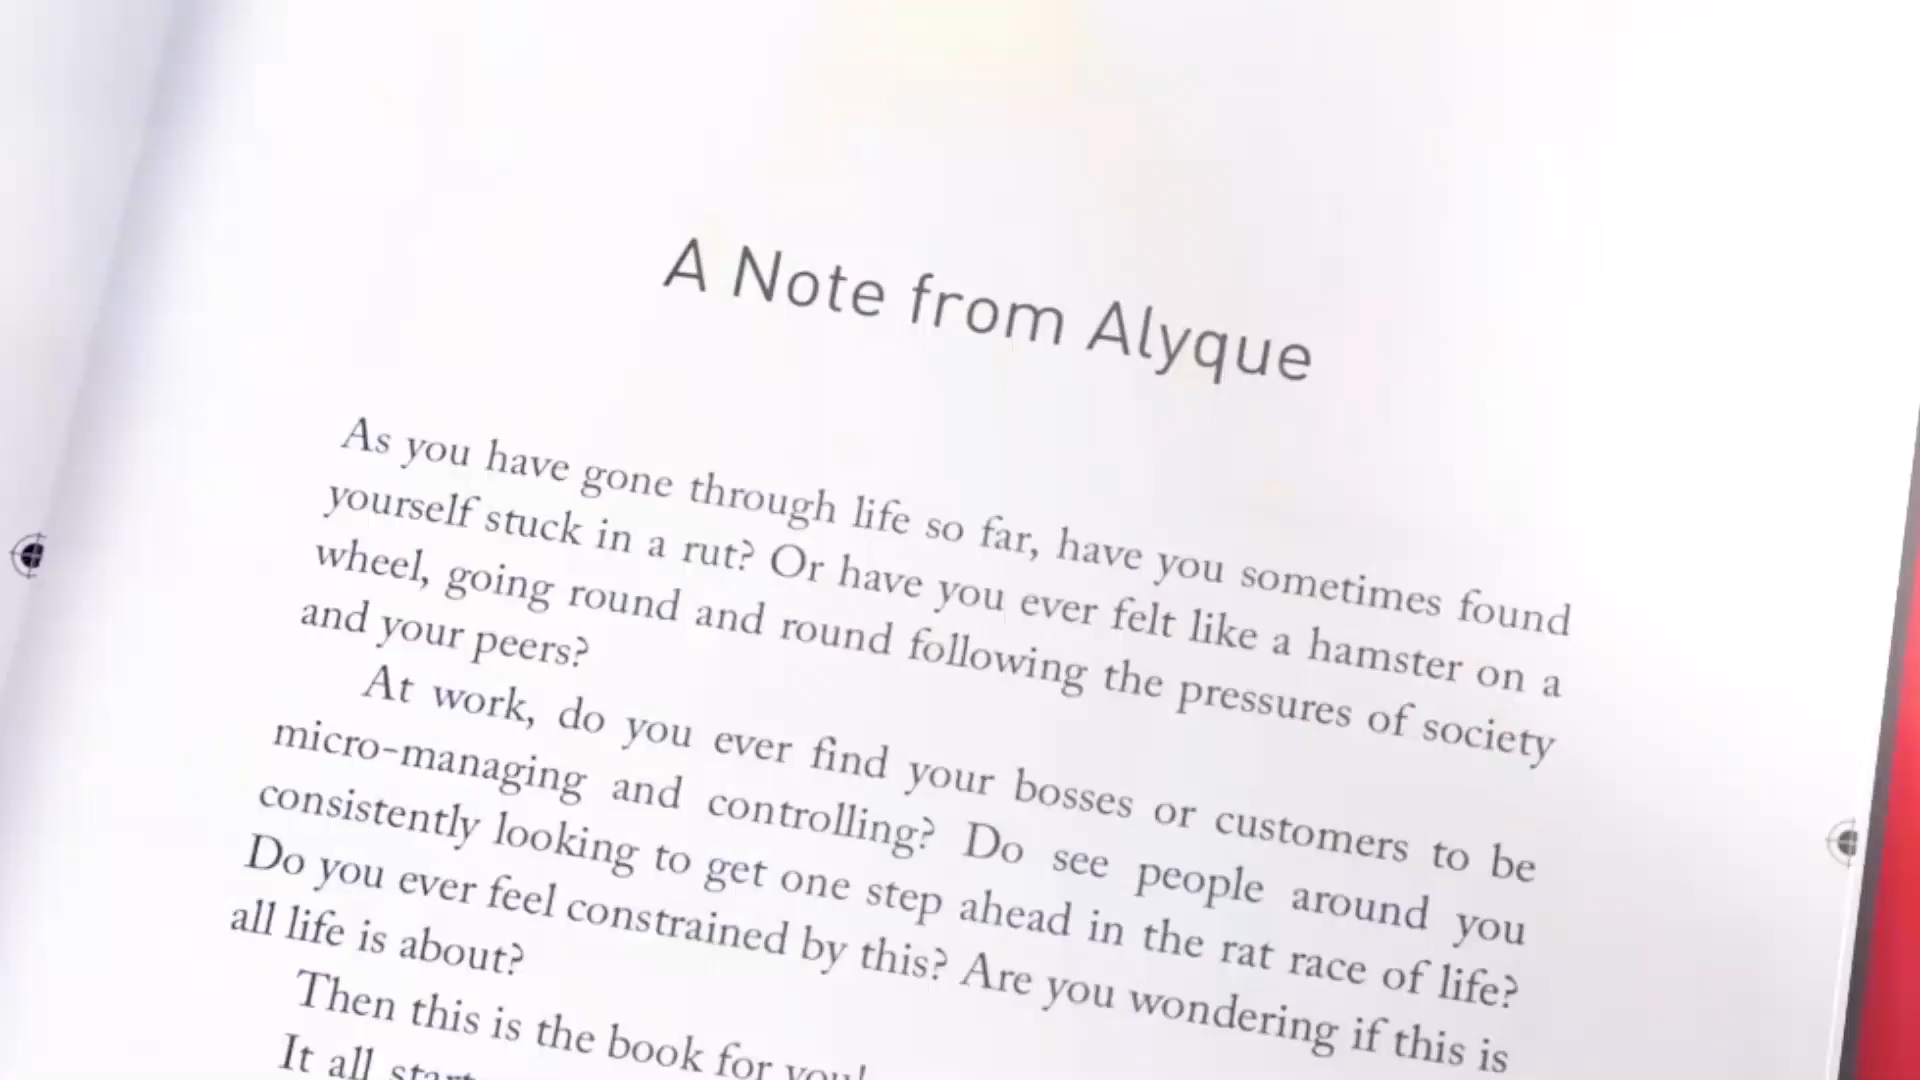 A Note from Alyque
As you have gone through life so far, have you sometimes found
yourself stuck in a rut? Or have you ever felt like a hamster on a
wheel, going round and round following the pressures of society
and your peers?
At work, do you ever find your bosses or customers to be
micro-managing and controlling? Do see people around you
consistently looking to get one step ahead in the rat race of life?
Do you ever feel constrained by this? Are you wondering if this is
all life is about?
Then this is the book for you!
It all